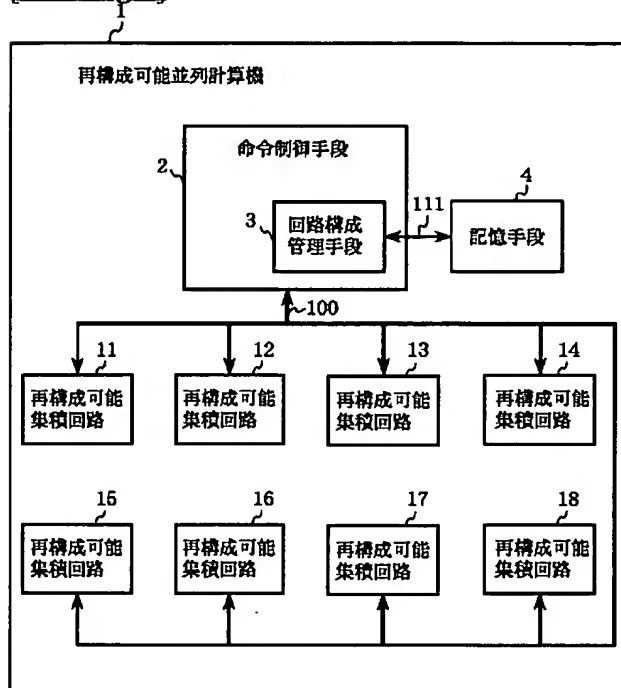 1
再構成可能並列計算機
命令制御手段
2
3
回路構成
管理手段
111
4
記憶手段
100
11
12
13
14
再構成可能
集積回路
再構成可能
集積回路
再構成可能
集積回路
再構成可能
集積回路
15
16
17
18
再構成可能
集積回路
再構成可能
集積回路
再構成可能
集積回路
再構成可能
集積回路